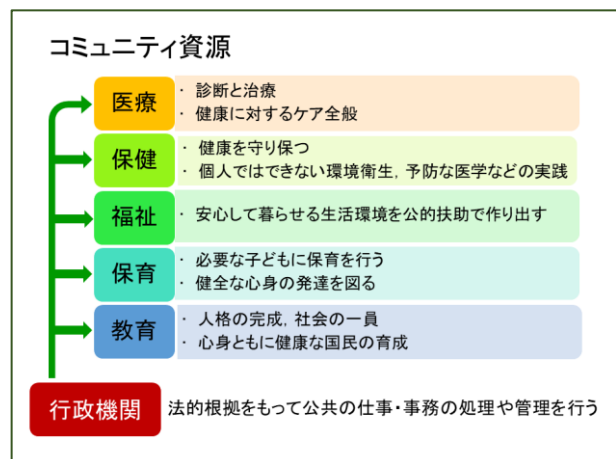 コミュニティ資源
医療
・ 診断と治療
・ 健康に対するケア全般
保健
・ 健康を守り保つ
・ 個人ではできない環境衛生，予防な医学などの実践
福祉
・ 安心して暮らせる生活環境を公的扶助で作り出す
保育
・ 必要な子どもに保育を行う
・ 健全な心身の発達を図る
教育
・ 人格の完成，社会の一員
・ 心身ともに健康な国民の育成
行政機関
法的根拠をもって公共の仕事・事務の処理や管理を行う